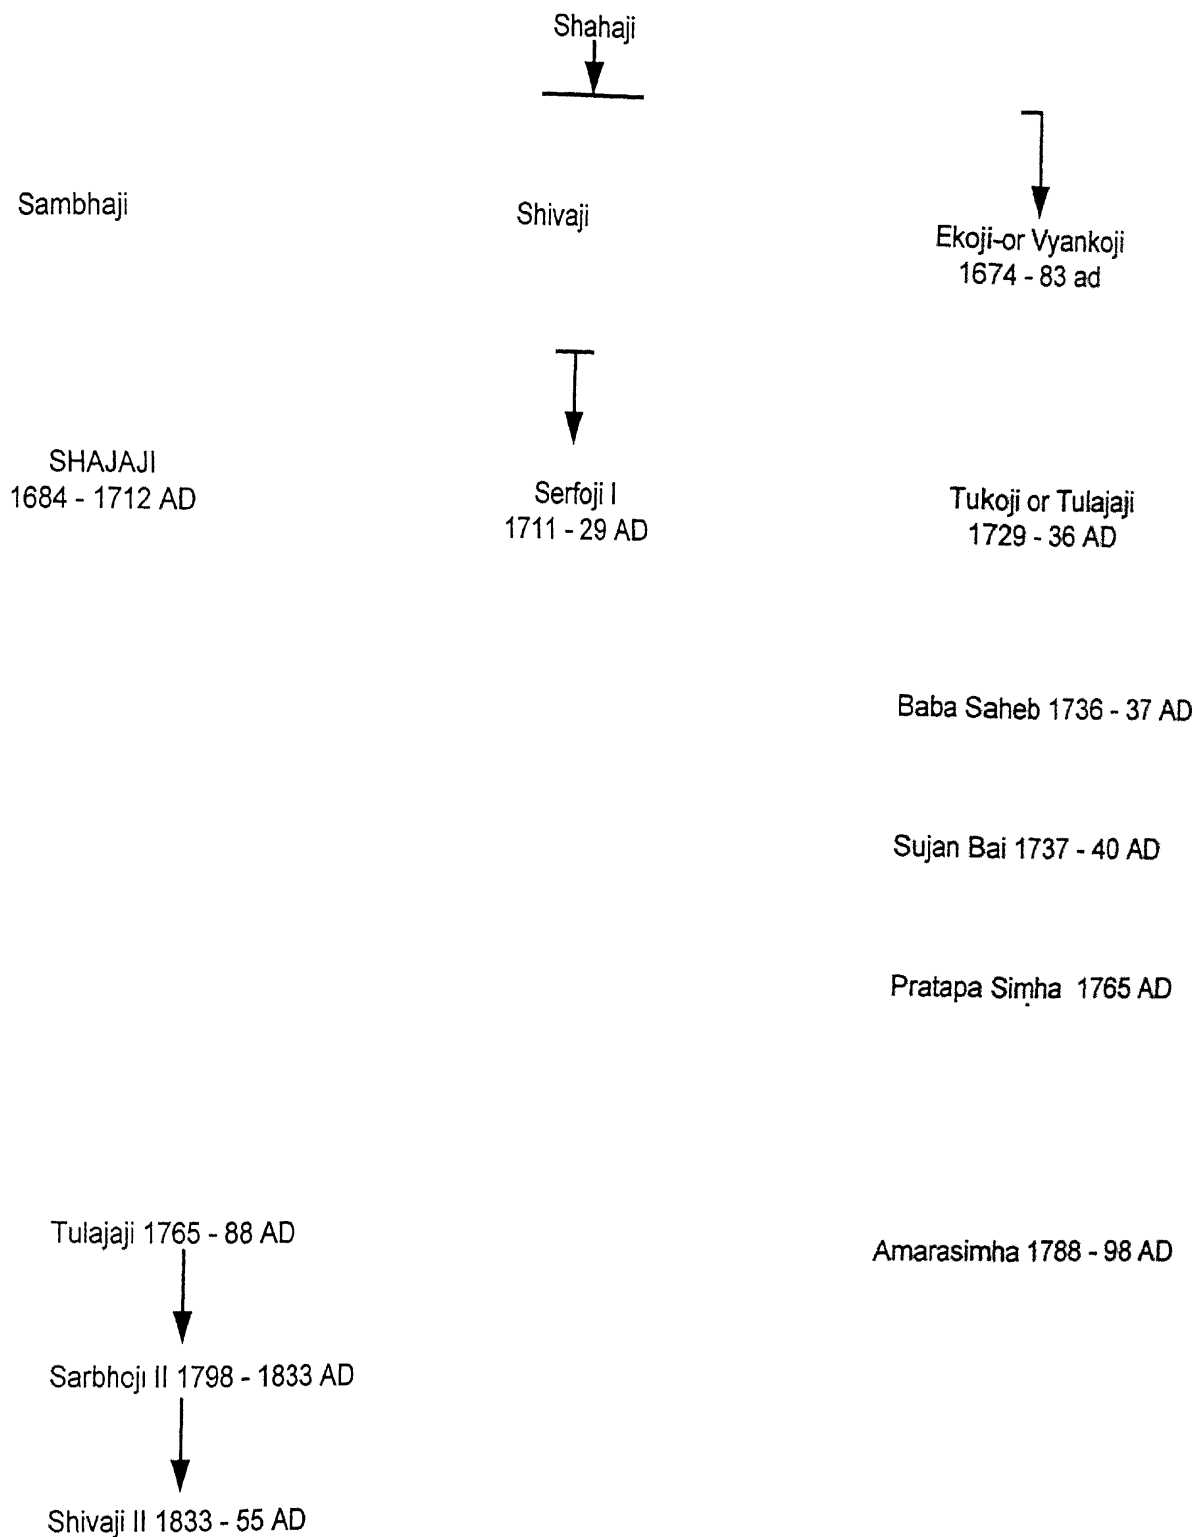 Shahaji
Sambhaji
Shivaji
Ekoji-or Vyankoji
1674 - 83 ad
SHAJAJI
1684 - 1712 AD
Serfoji I
1711 - 29 AD
Tukoji or Tulajaji
1729 - 36 AD
Baba Saheb 1736 - 37 AD
Sujan Bai 1737 - 40 AD
Pratapa Siṃha 1765 AD
Tulajaji 1765 - 88 AD
Amarasimha 1788 - 98 AD
Sarbhoji II 1798 - 1833 AD
Shivaji II 1833 - 55 AD